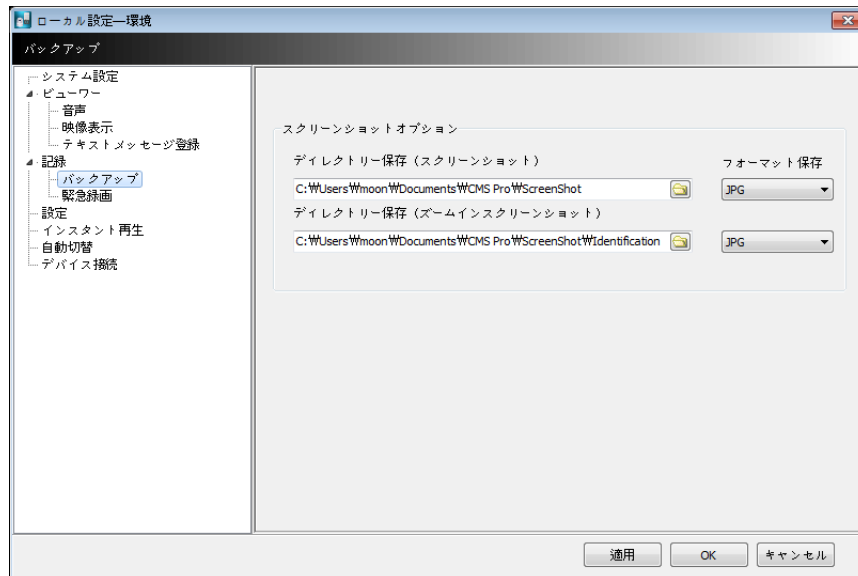 ローカル設定—環境
バックアップ
システム設定
ビューワー
音声
映像表示
テキストメッセージ登録
記録
バックアップ
緊急録画
設定
インスタント再生
自動切替
デバイス接続
スクリーンショットオプション
ディレクトリー保存（スクリーンショット）
フォーマット保存
C:₩Users₩moon₩Documents₩CMS Pro₩ScreenShot
JPG
ディレクトリー保存（ズームインスクリーンショット）
C:₩Users₩moon₩Documents₩CMS Pro₩ScreenShot₩Identification
JPG
適用
OK
キャンセル